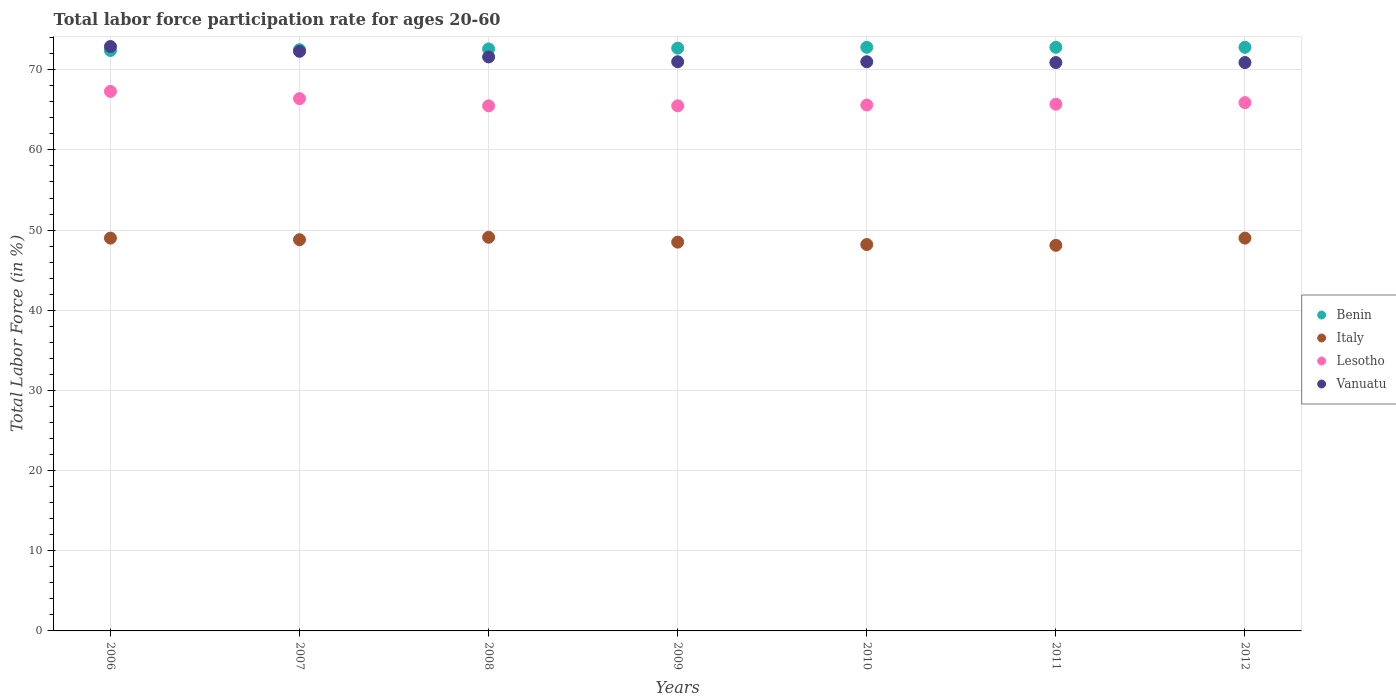 Total labor force participation rate for ages 20-60
Total Labor Force (in %)
70
60
50
40
30
20
10
0
2006
2007
2008
2009
2010
2011
2012
Years
Benin
Italy
Lesotho
Vanuatu